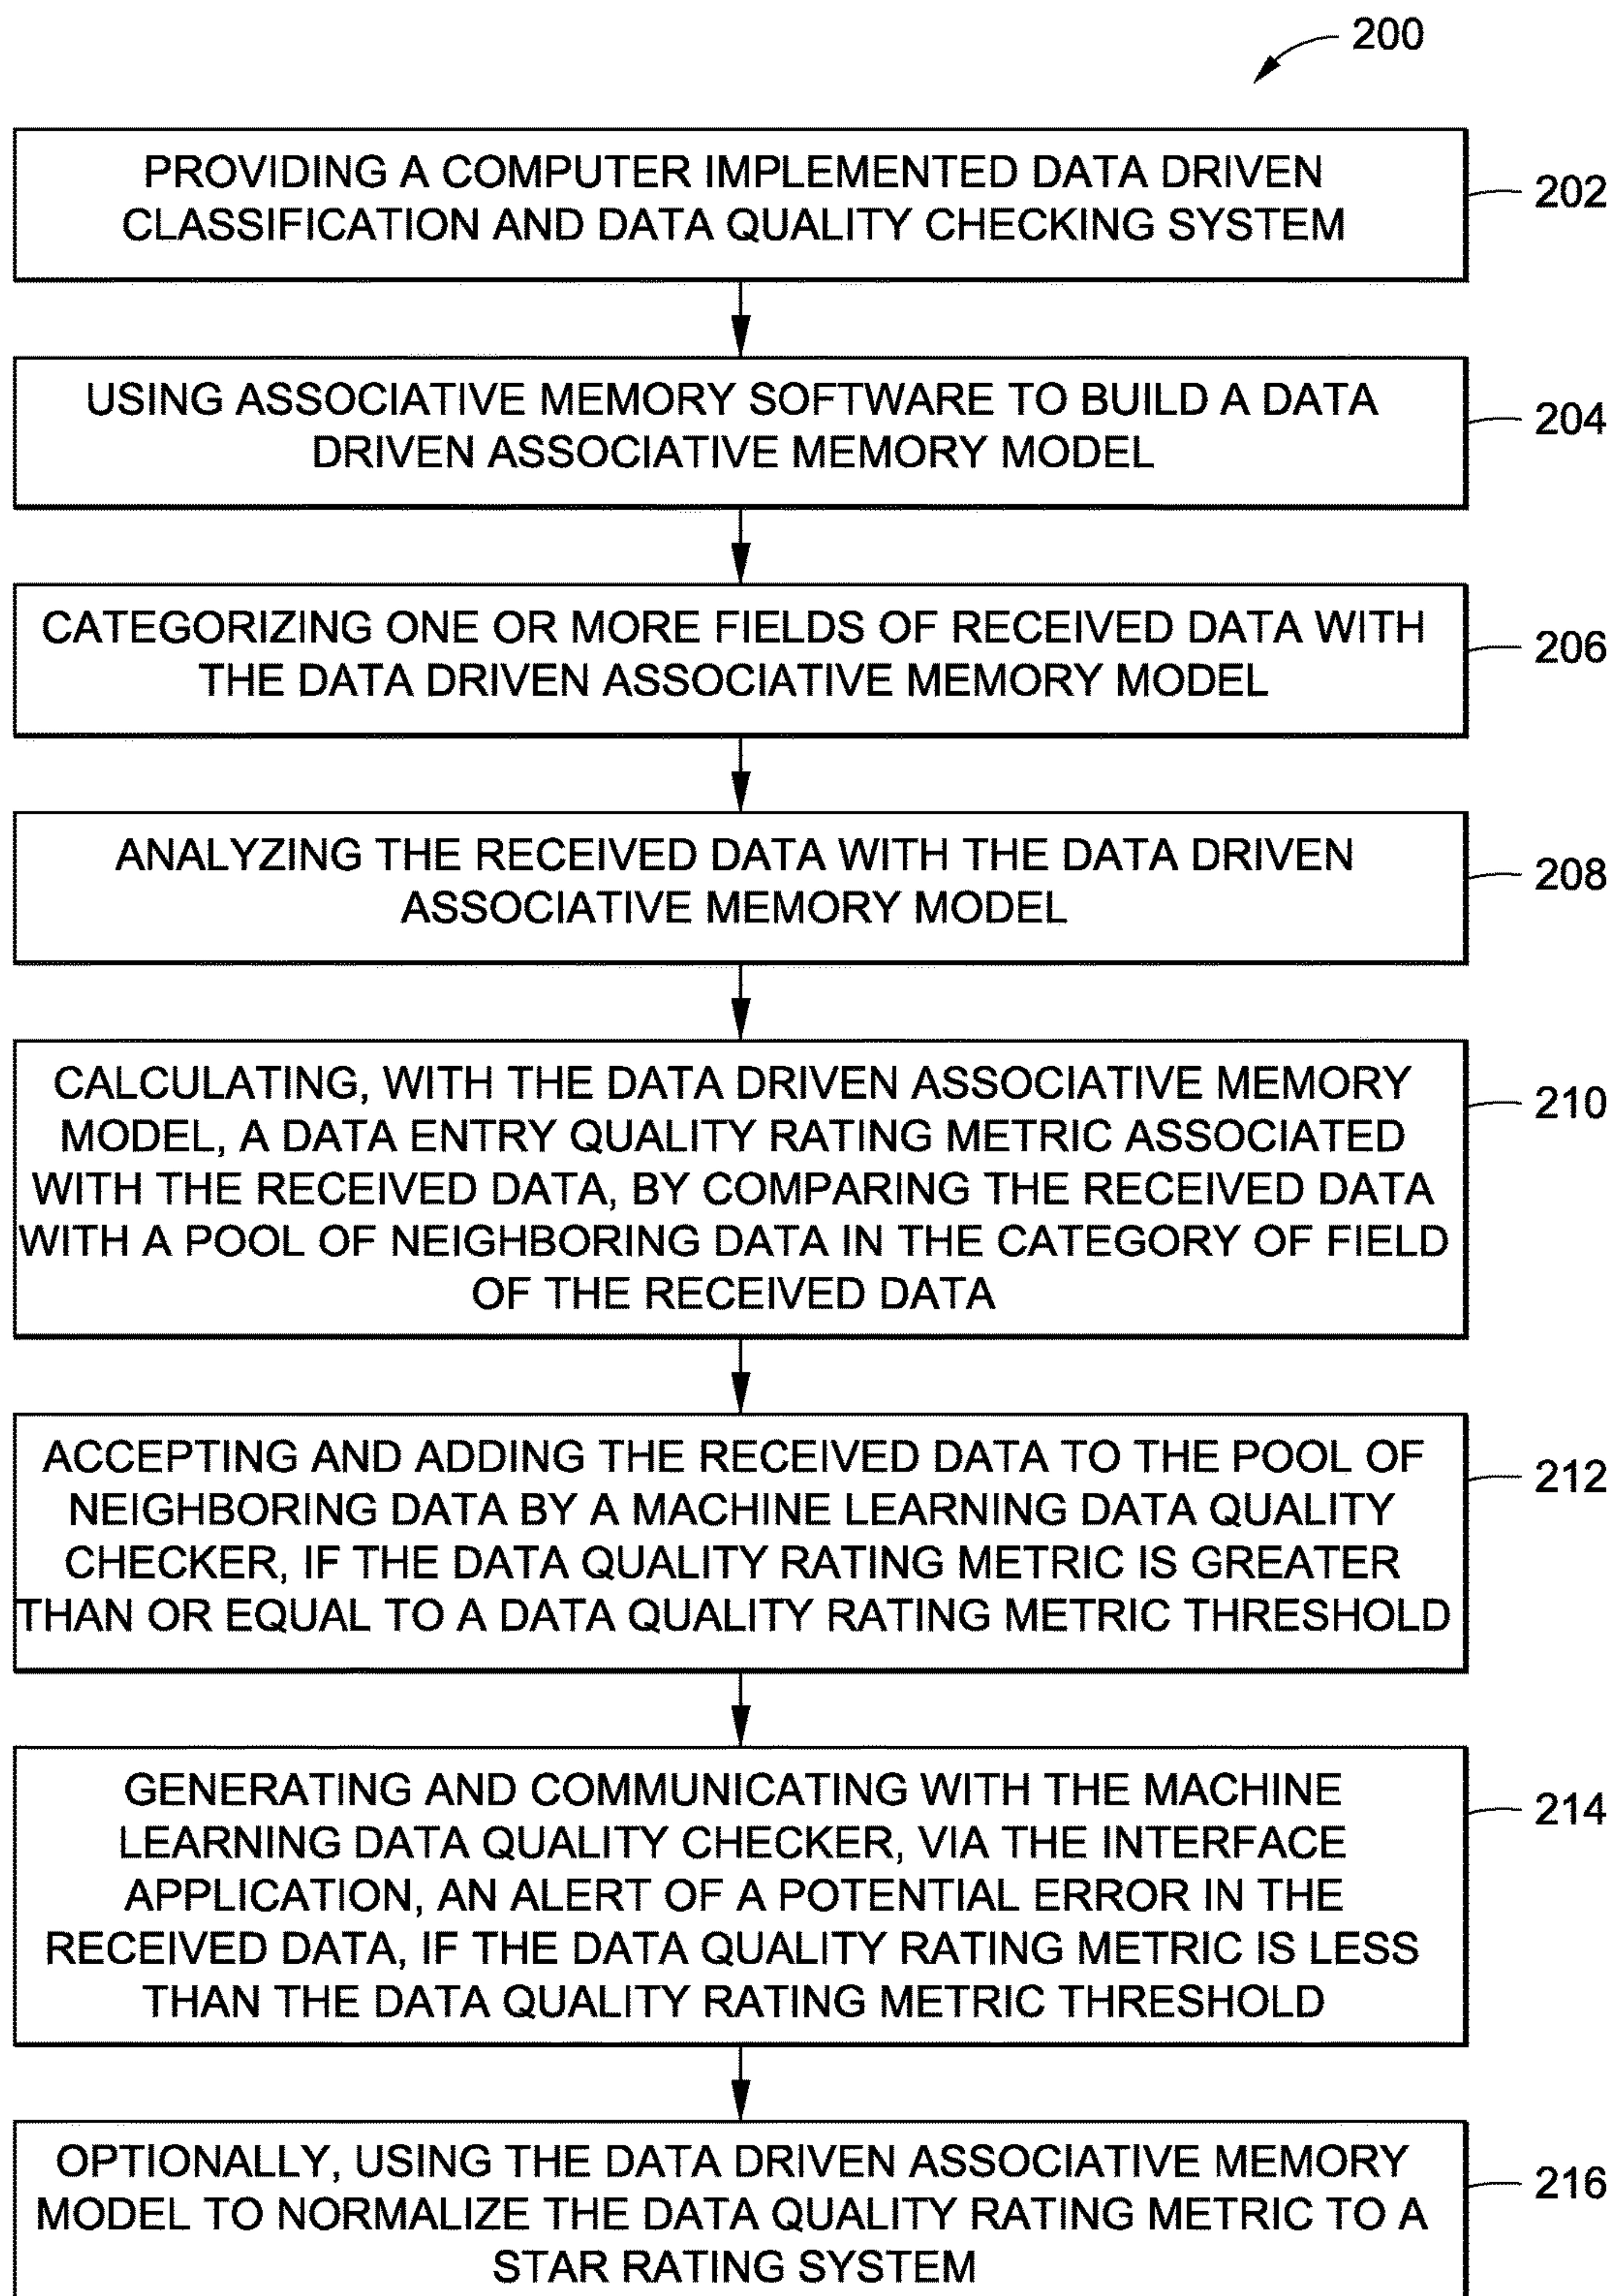 200
PROVIDING A COMPUTER IMPLEMENTED DATA DRIVEN
CLASSIFICATION AND DATA QUALITY CHECKING SYSTEM
202
USING ASSOCIATIVE MEMORY SOFTWARE TO BUILD A DATA
DRIVEN ASSOCIATIVE MEMORY MODEL
204
CATEGORIZING ONE OR MORE FIELDS OF RECEIVED DATA WITH
THE DATA DRIVEN ASSOCIATIVE MEMORY MODEL
206
ANALYZING THE RECEIVED DATA WITH THE DATA DRIVEN
ASSOCIATIVE MEMORY MODEL
208
CALCULATING, WITH THE DATA DRIVEN ASSOCIATIVE MEMORY
MODEL, A DATA ENTRY QUALITY RATING METRIC ASSOCIATED
WITH THE RECEIVED DATA, BY COMPARING THE RECEIVED DATA
WITH A POOL OF NEIGHBORING DATA IN THE CATEGORY OF FIELD
OF THE RECEIVED DATA
210
ACCEPTING AND ADDING THE RECEIVED DATA TO THE POOL OF
NEIGHBORING DATA BY A MACHINE LEARNING DATA QUALITY
CHECKER, IF THE DATA QUALITY RATING METRIC IS GREATER
THAN OR EQUAL TO A DATA QUALITY RATING METRIC THRESHOLD
212
GENERATING AND COMMUNICATING WITH THE MACHINE
LEARNING DATA QUALITY CHECKER, VIA THE INTERFACE
APPLICATION, AN ALERT OF A POTENTIAL ERROR IN THE
RECEIVED DATA, IF THE DATA QUALITY RATING METRIC IS LESS
THAN THE DATA QUALITY RATING METRIC THRESHOLD
214
OPTIONALLY, USING THE DATA DRIVEN ASSOCIATIVE MEMORY
MODEL TO NORMALIZE THE DATA QUALITY RATING METRIC TO A
STAR RATING SYSTEM
216